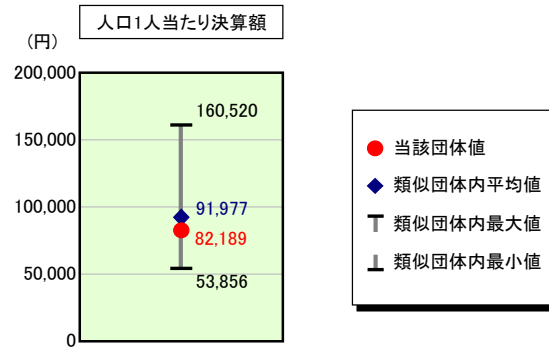 人口1人当たり決算額
(円)
200,000
150,000
100,000
50,000
0
160,520
91,977
82,189
53,856
当該団体値
類似団体内平均値
類似団体内最大値
類似団体内最小値